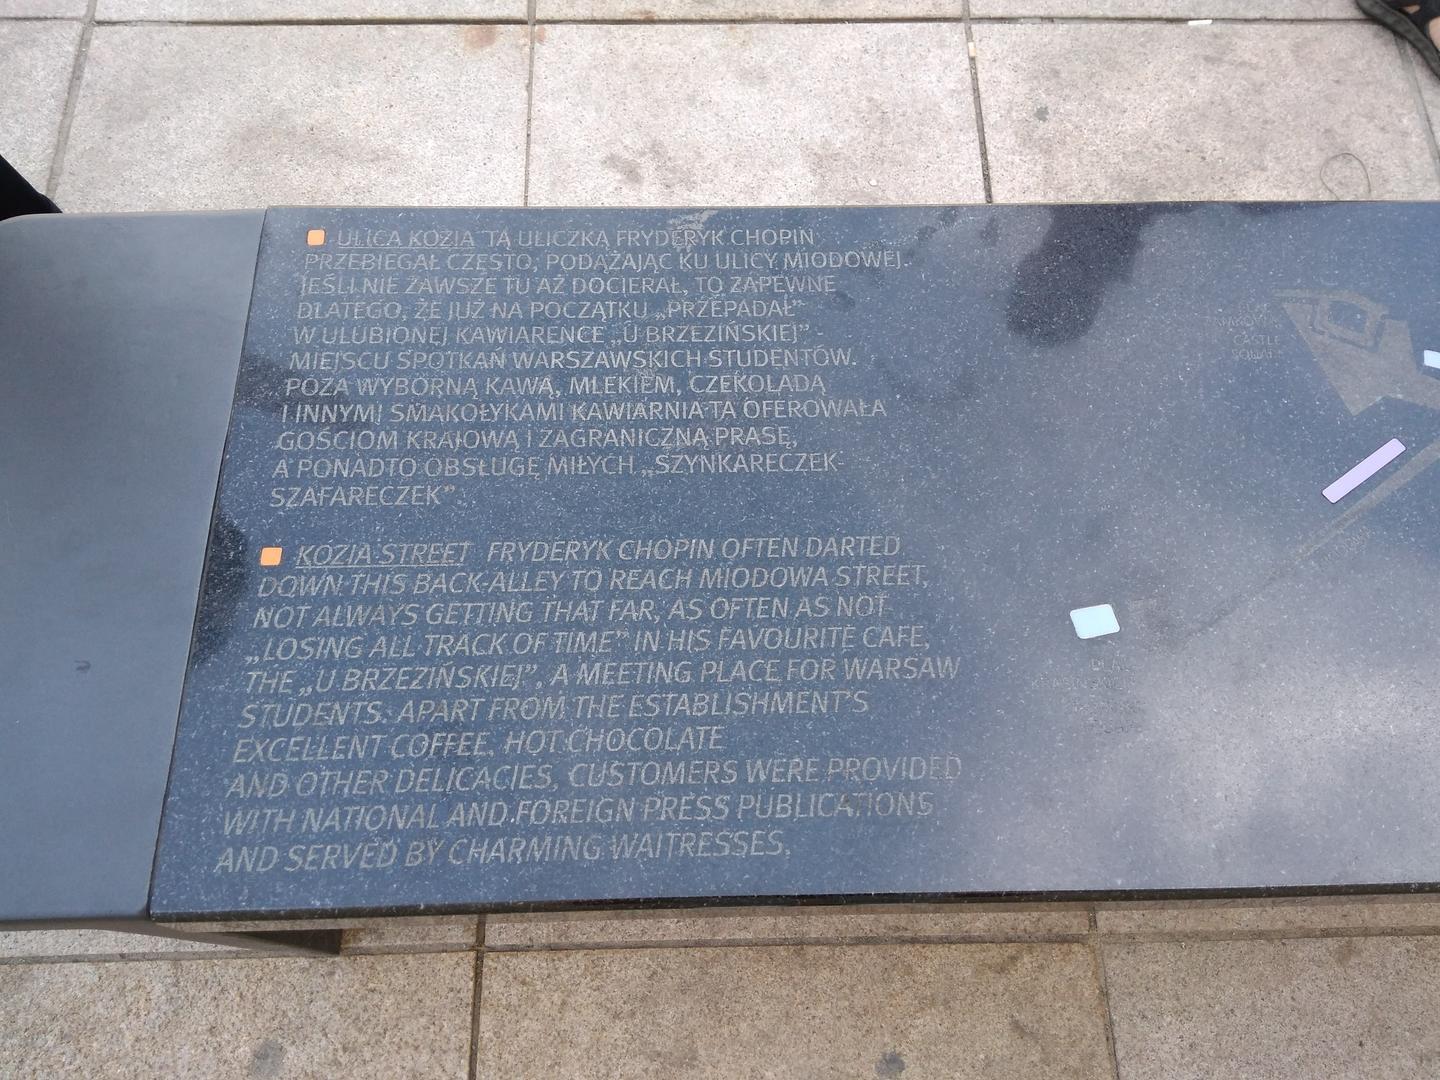 ULICA KOZIA TĄ ULICZKĄ FRYDERYK CHOPIN
PRZEBIEGAŁ CZĘSTO, PODĄŻAJĄC KU ULICY MIODOWEJ.
JEŚLI NIE ZAWSZE TU AŻ DOCIERAŁ, TO ZAPEWNE
DLATEGO, ŻE JUŻ NA POCZĄTKU „PRZEPADAŁ”
W ULUBIONEJ KAWIARENCE „U BRZEZIŃSKIEJ” -
MIEJSCU SPOTKAŃ WARSZAWSKICH STUDENTÓW.
POZA WYBORNĄ KAWĄ, MLEKIEM, CZEKOLADĄ
I INNYMI SMAKOŁYKAMI KAWIARNIA TA OFEROWAŁA
GOŚCIOM KRAJOWĄ I ZAGRANICZNĄ PRASĘ,
A PONADTO OBSŁUGĘ MIŁYCH „SZYNKARECZEK-
SZAFARECZEK”.
KOZIA STREET FRYDERYK CHOPIN OFTEN DARTED
DOWN THIS BACK-ALLEY TO REACH MIODOWA STREET,
NOT ALWAYS GETTING THAT FAR, AS OFTEN AS NOT
„LOSING ALL TRACK OF TIME” IN HIS FAVOURITE CAFE,
THE „U BRZEZIŃSKIEJ”, A MEETING PLACE FOR WARSAW
STUDENTS. APART FROM THE ESTABLISHMENT'S
EXCELLENT COFFEE, HOT CHOCOLATE
AND OTHER DELICACIES, CUSTOMERS WERE PROVIDED
WITH NATIONAL AND FOREIGN PRESS PUBLICATIONS
AND SERVED BY CHARMING WAITRESSES,
CASTLE
SQUARE
PLAC